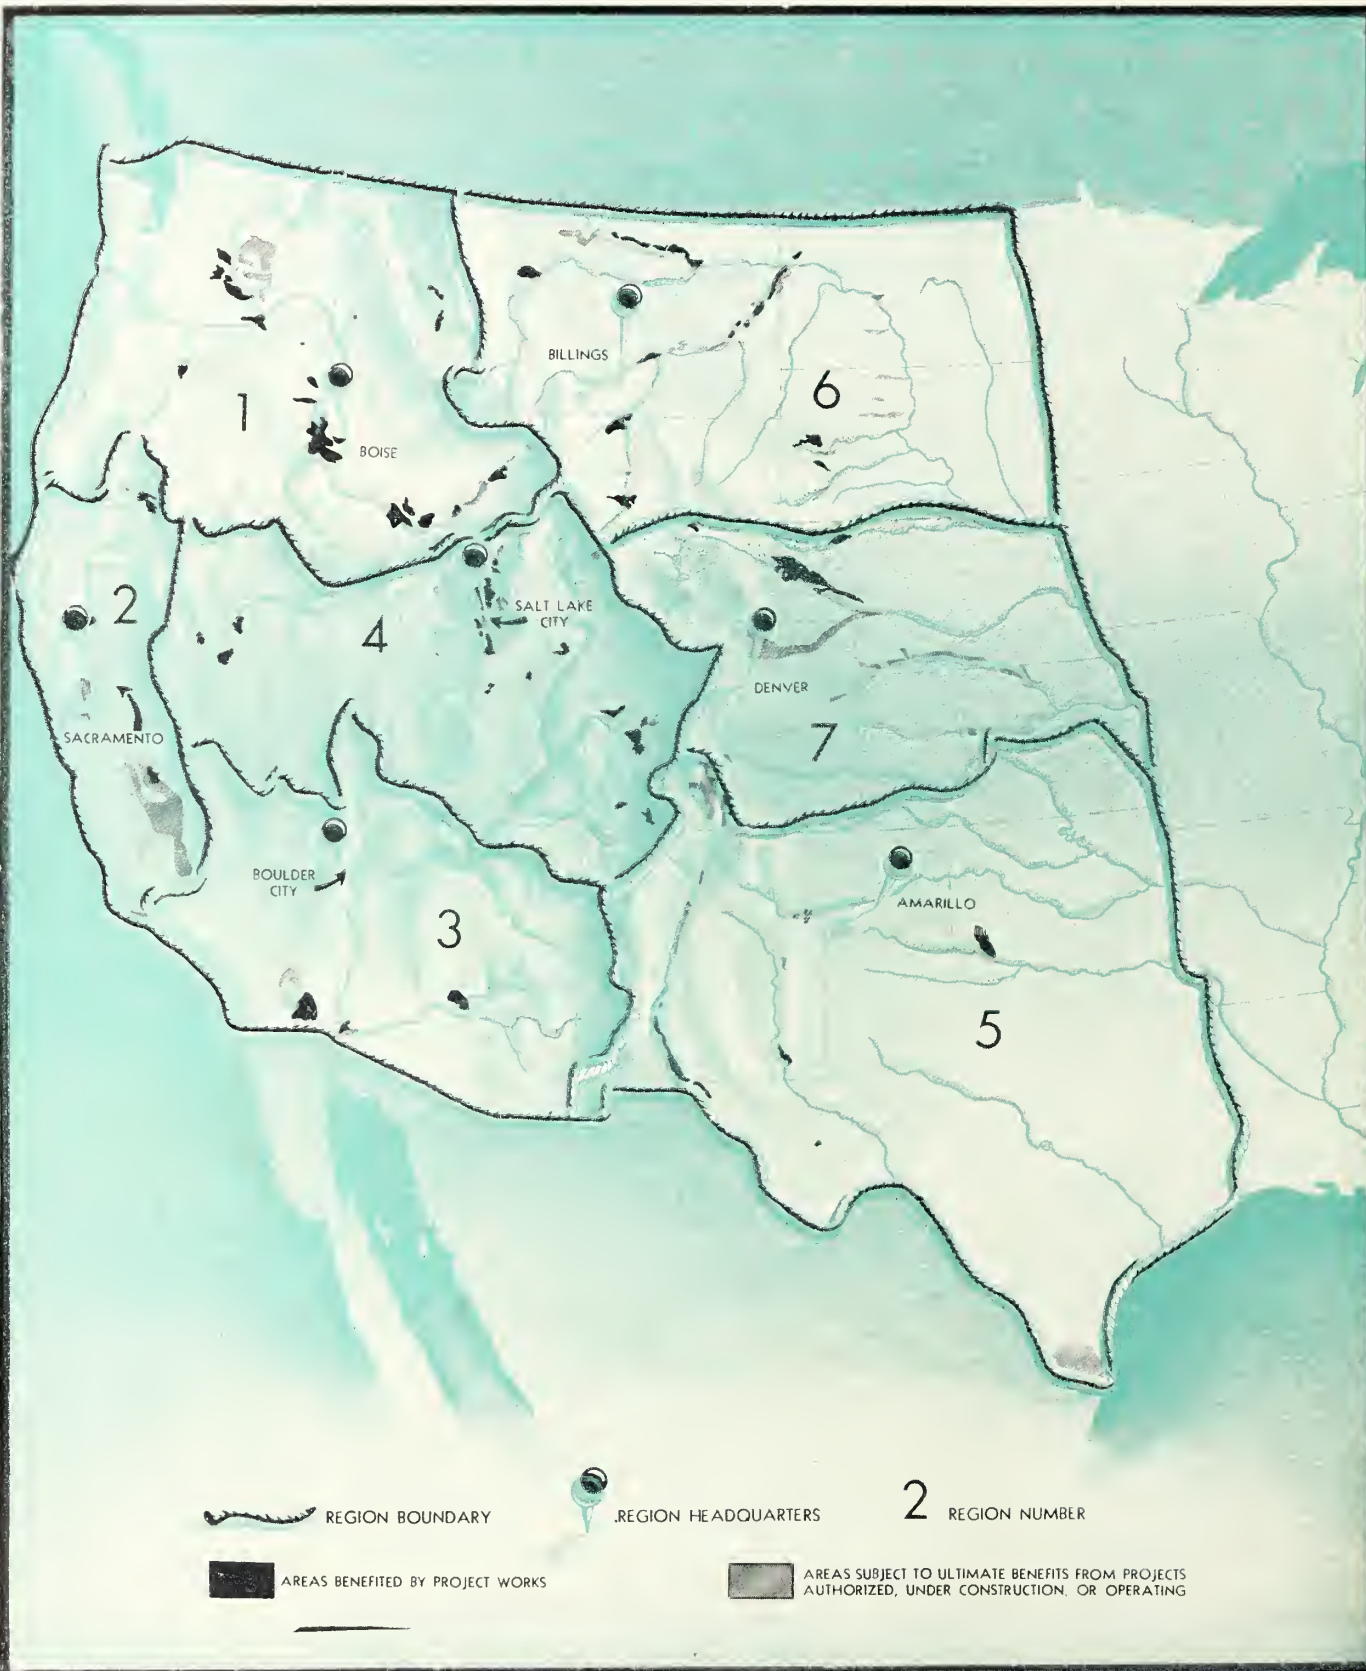 BILLINGS
6
1
BOISE
2
SALT LAKE
CITY
4
DENVER
SACRAMENTO
7
BOULDER
CITY
AMARILLO
3
5
REGION BOUNDARY
REGION HEADQUARTERS
2 REGION NUMBER
AREAS BENEFITED BY PROJECT WORKS
AREAS SUBJECT TO ULTIMATE BENEFITS FROM PROJECTS
AUTHORIZED, UNDER CONSTRUCTION, OR OPERATING